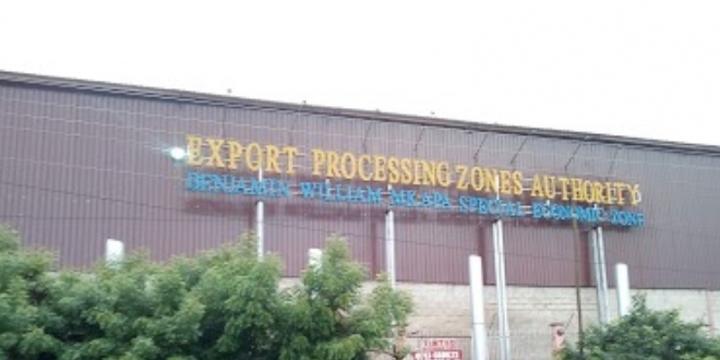 EXPORT PROCESSING ZONES AUTHORITY
BENJAMIN WILLIAM MKAPA SPECIAL ECONOMIC ZONE